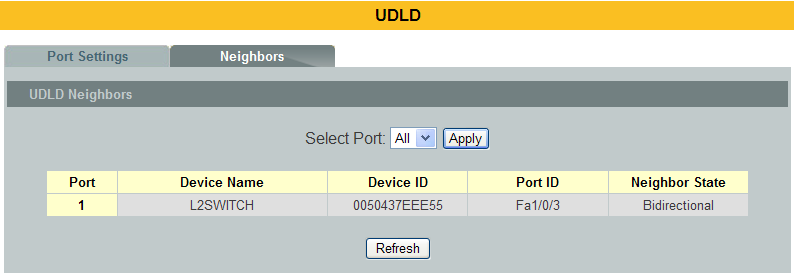 UDLD
Port Settings Neighbors
UDLD Neighbors
Select Port: All Apply
Port Device Name Device ID Port ID Neighbor State
1 L2SWITCH 0050437EEE55 Fa1/0/3 Bidirectional
Refresh